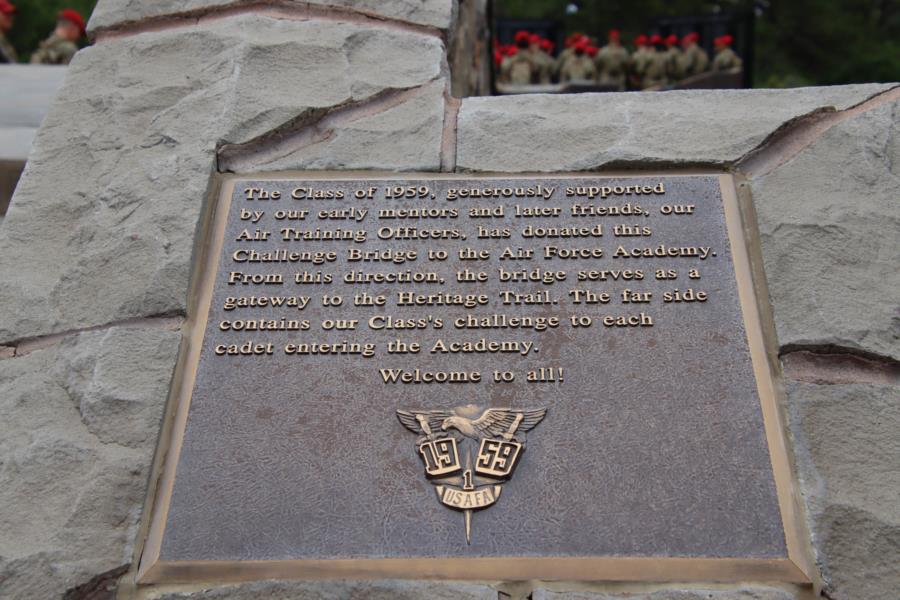 The Class of 1959, generously supported
by our early mentors and later friends, our
Air Training Officers, has donated this
Challenge Bridge to the Air Force Academy.
From this direction, the bridge serves as a
gateway to the Heritage Trail. The far side
contains our Class's challenge to each
cadet entering the Academy.
Welcome to all!
19 59
1
USAFA